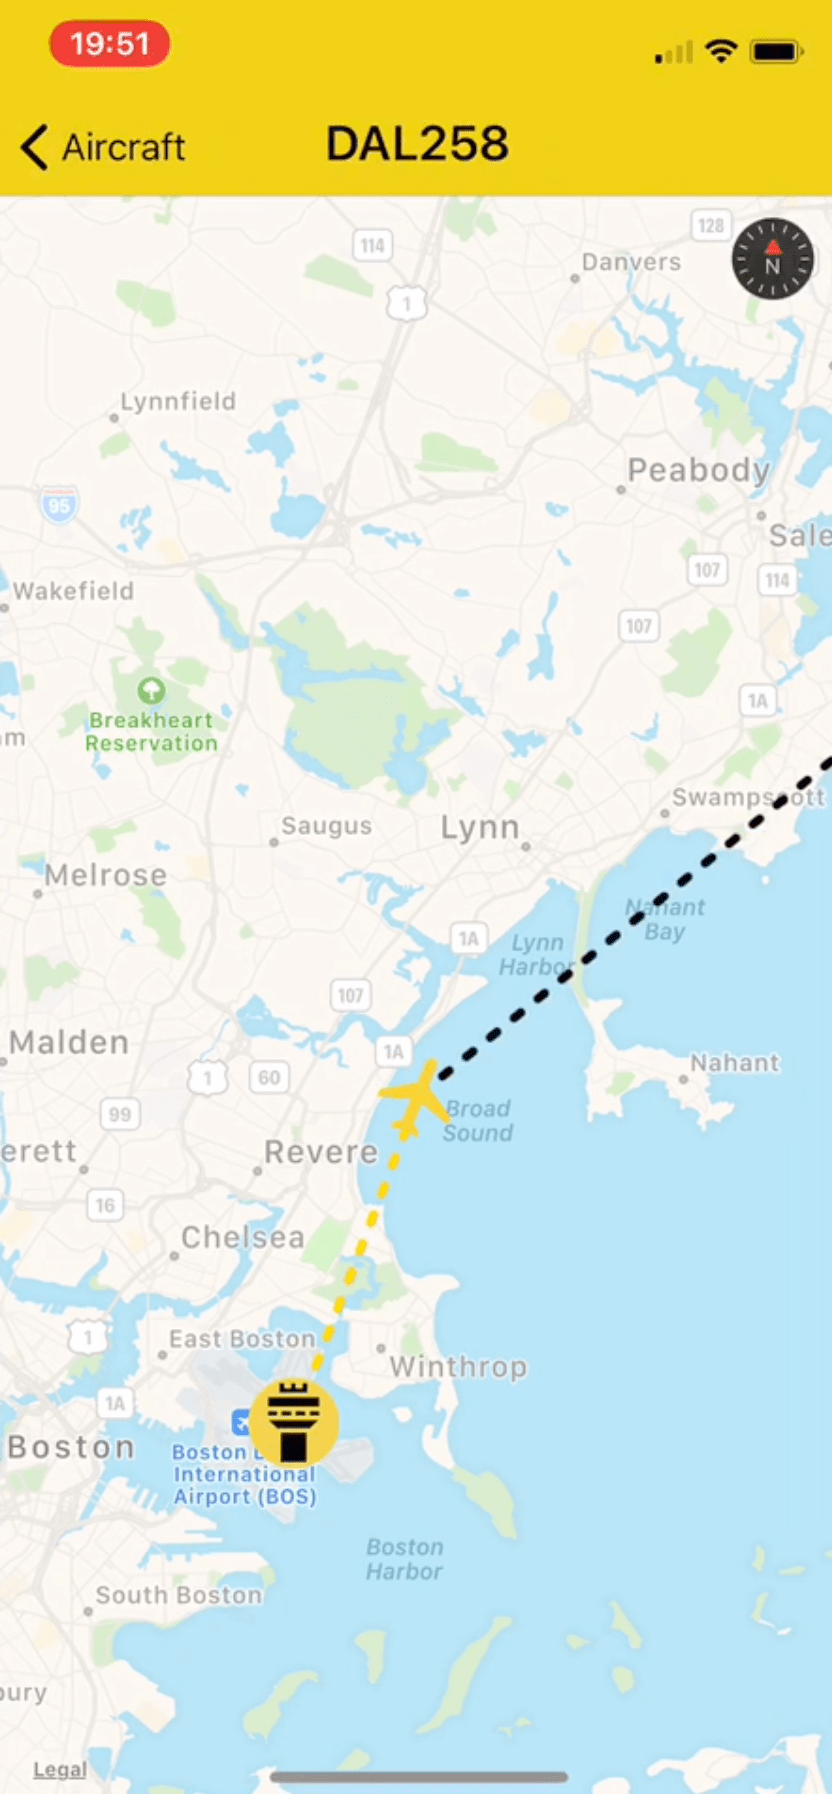 19:51
Aircraft
DAL258
128
114
Danvers
N
1
Lynnfield
Peabody
95
Sale
107
114
Wakefield
107
1A
Breakheart
Reservation
m
Swampscott
Saugus
Lynn
Melrose
Nahant
Bay
1A
Lynn
Harbor
107
Malden
1A
1
60
Nahant
99
Broad
Sound
erett
Revere
16
Chelsea
1
East Boston
Winthrop
1A
Boston
Boston L
International
Airport (BOS)
Boston
Harbor
South Boston
bury
Legal